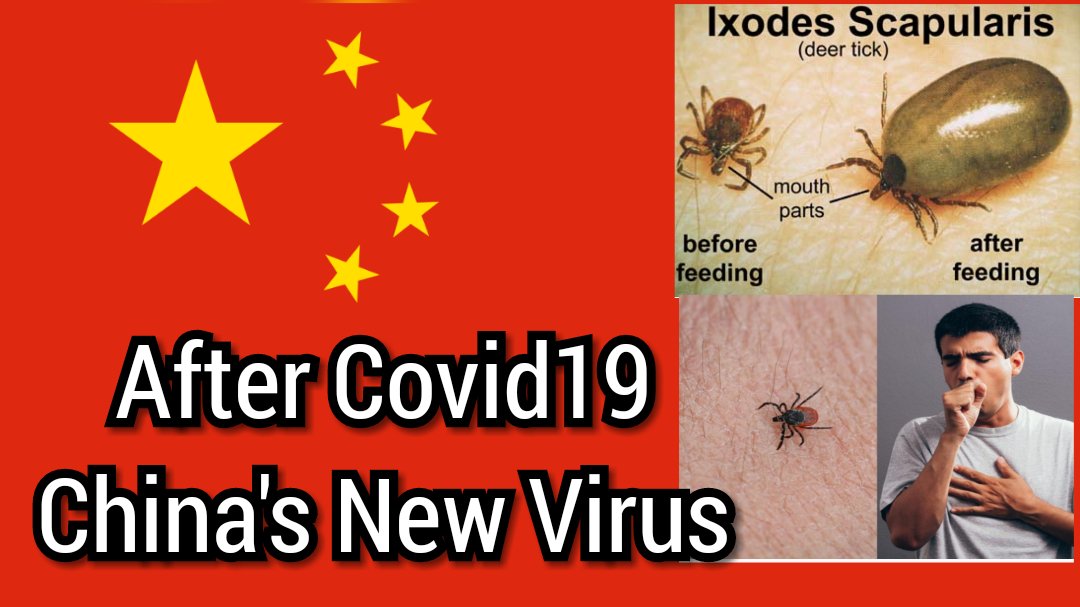 After Covid19
China's New Virus
Ixodes Scapularis
(deer tick)
mouth
parts
before
feeding
after
feeding